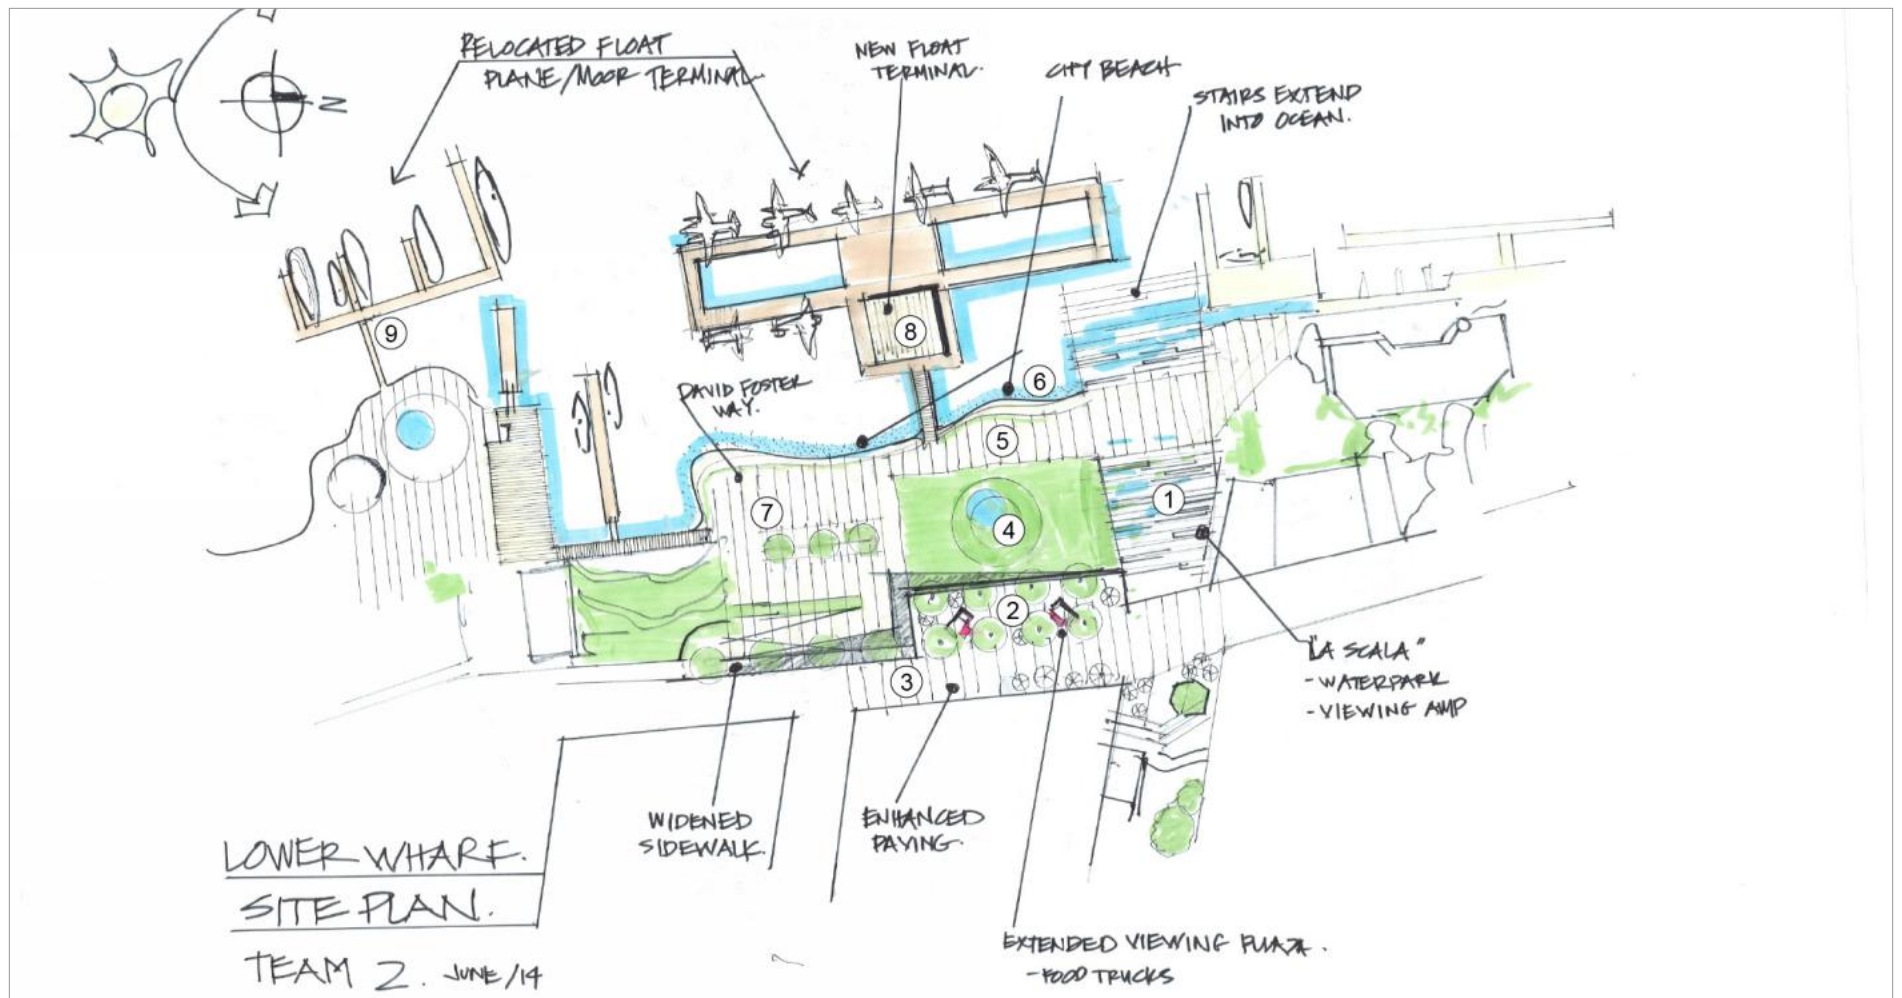 RELOCATED FLOAT
PLANE/MOOR TERMINAL.
NEW FLOAT
TERMINAL.
CITY BEACH
STAIRS EXTEND
INTO OCEAN.
N
9
8
6
DAVID FOSTER
WAY.
5
7
1
4
2
3
"LA SCALA"
- WATERPARK
- VIEWING AMP
WIDENED
SIDEWALK.
ENHANCED
PAVING.
EXTENDED VIEWING PLAZA.
- FOOD TRUCKS
LOWER WHARF.
SITE PLAN.
TEAM 2. JUNE/14